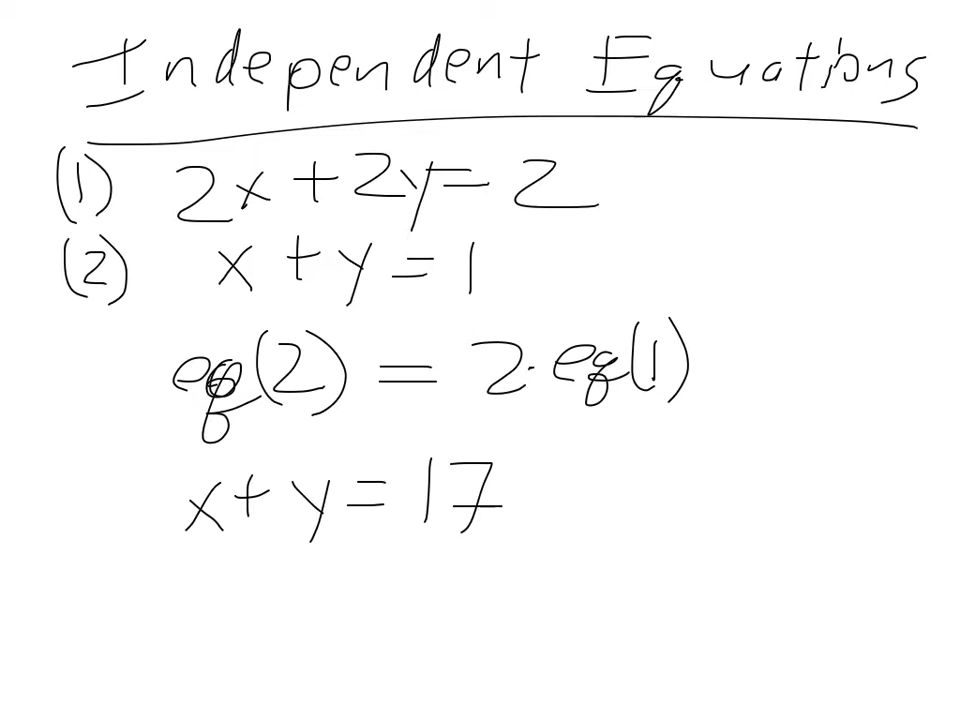 Independent Equations
(1) 2x + 2y = 2
(2) x + y = 1
eq(2) = 2·eq(1)
x + y = 17